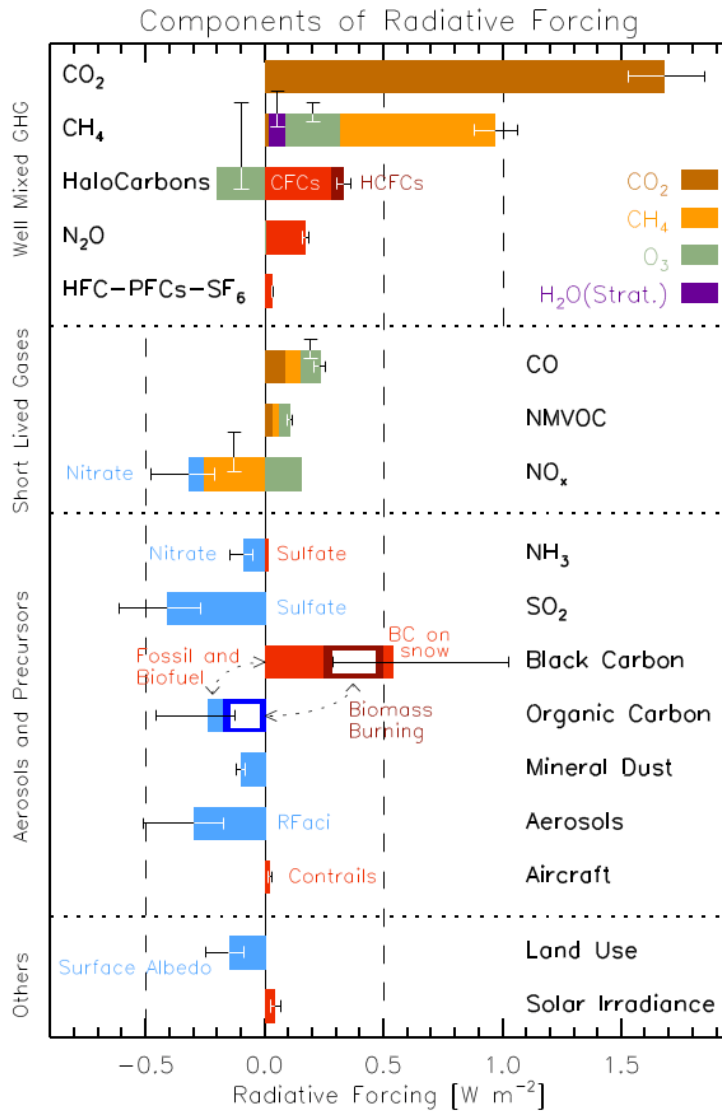 Components of Radiative Forcing
Well Mixed GHG
CO₂
CH₄
HaloCarbons
CFCs
HCFCs
N₂O
HFC−PFCs−SF₆
CO₂
CH₄
O₃
H₂O(Strat.)
Short Lived Gases
CO
NMVOC
Nitrate
NOₓ
Aerosols and Precursors
Nitrate
Sulfate
NH₃
Sulfate
SO₂
BC on
snow
Fossil and
Biofuel
Black Carbon
Biomass
Burning
Organic Carbon
Mineral Dust
RFaci
Aerosols
Contrails
Aircraft
Others
Surface Albedo
Land Use
Solar Irradiance
−0.5 0.0 0.5 1.0 1.5
Radiative Forcing [W m⁻²]